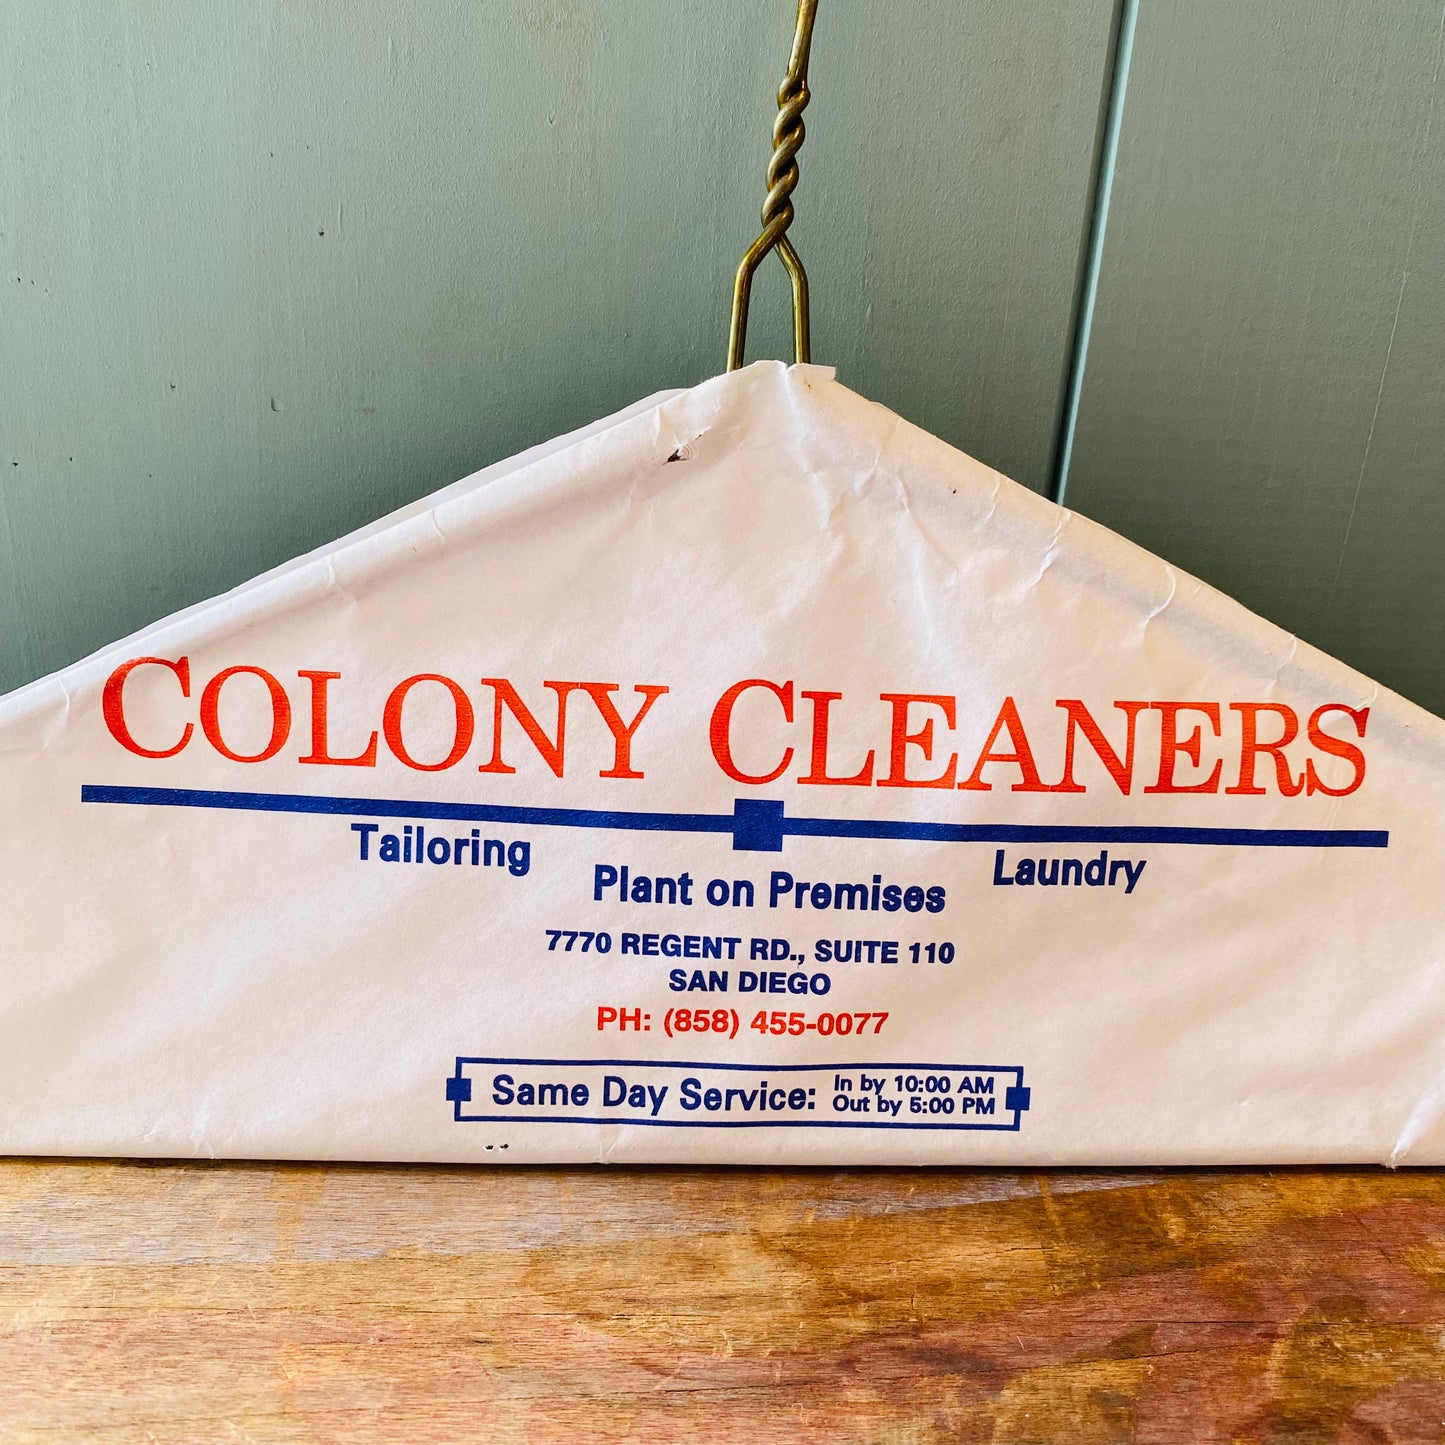 COLONY CLEANERS
Tailoring
Laundry
Plant on Premises
7770 REGENT RD., SUITE 110
SAN DIEGO
PH: (858) 455-0077
Same Day Service: In by 10:00 AM
Out by 5:00 PM